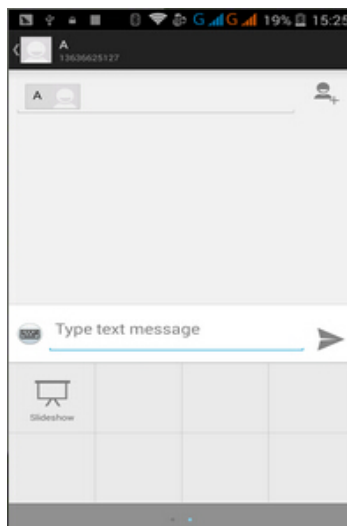 G G 19% 15:25
A
13636625127
A
Type text message
Slideshow